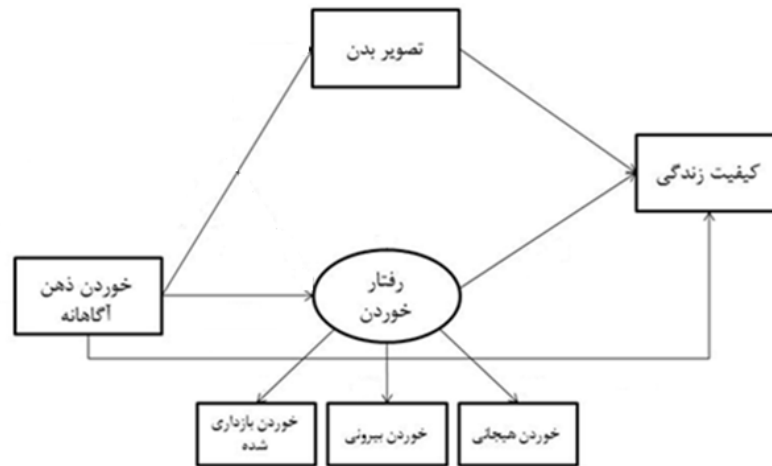 تصویر بدن
کیفیت زندگی
خوردن ذهن
آگاهانه
رفتار
خوردن
خوردن هیجانی
خوردن بیرونی
خوردن بازداری
شده